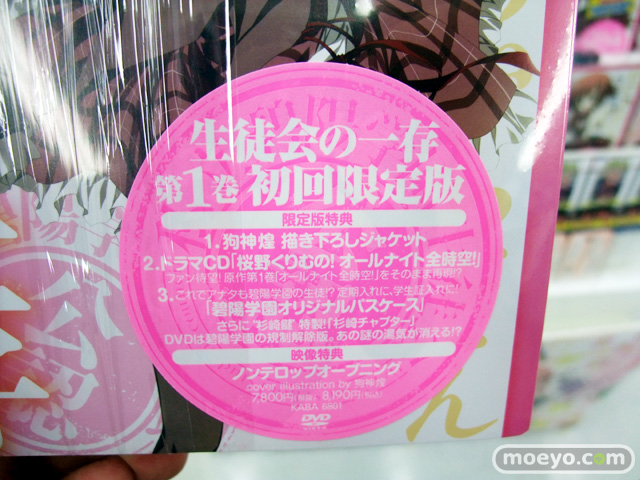 生徒会の一存
第1巻 初回限定版
限定版特典
1. 狗神煌 描き下ろしジャケット
2. ドラマCD「桜野くりむの! オールナイト全時空!」
ファン待望! 原作第1巻「オールナイト全時空!」をそのまま再現!?
3. これでアナタも碧陽学園の生徒!? 定期入れに、学生証入れに!
「碧陽学園オリジナルパスケース」
さらに"杉崎鍵"特製!「杉崎チャプター」
DVDは碧陽学園の規制解除版。あの謎の湯気が消える!?
映像特典
ノンテロップオープニング
cover illustration by 狗神煌
7,800円(税抜) 8,190円(税込)
KABA 6801
DVD
ん
認
moeyo.com